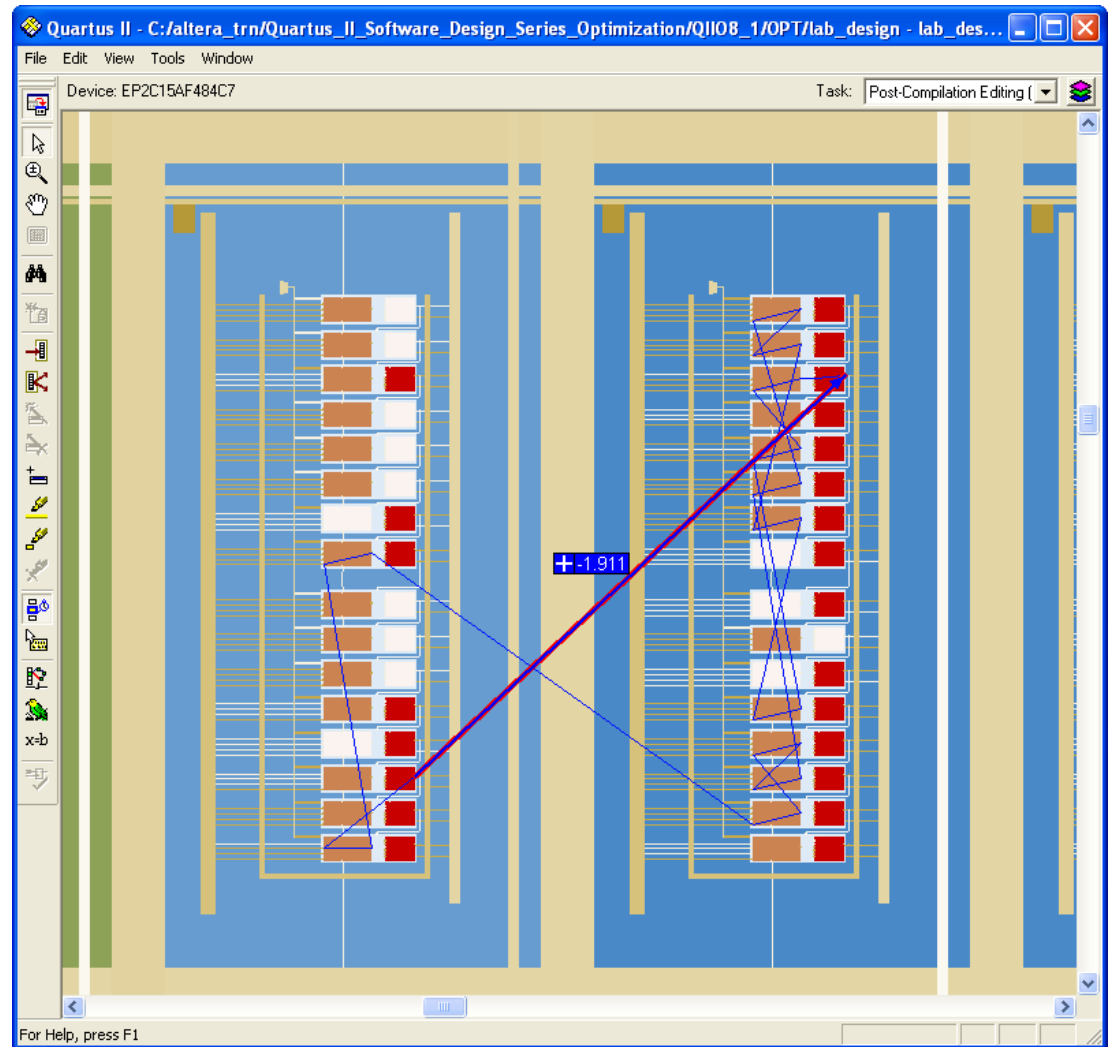 Quartus II - C:/altera_trn/Quartus_II_Software_Design_Series_Optimization/QII08_1/OPT/lab_design - lab_des...
File Edit View Tools Window
Device: EP2C15AF484C7 Task: Post-Compilation Editing (
x=b
+ -1.911
For Help, press F1